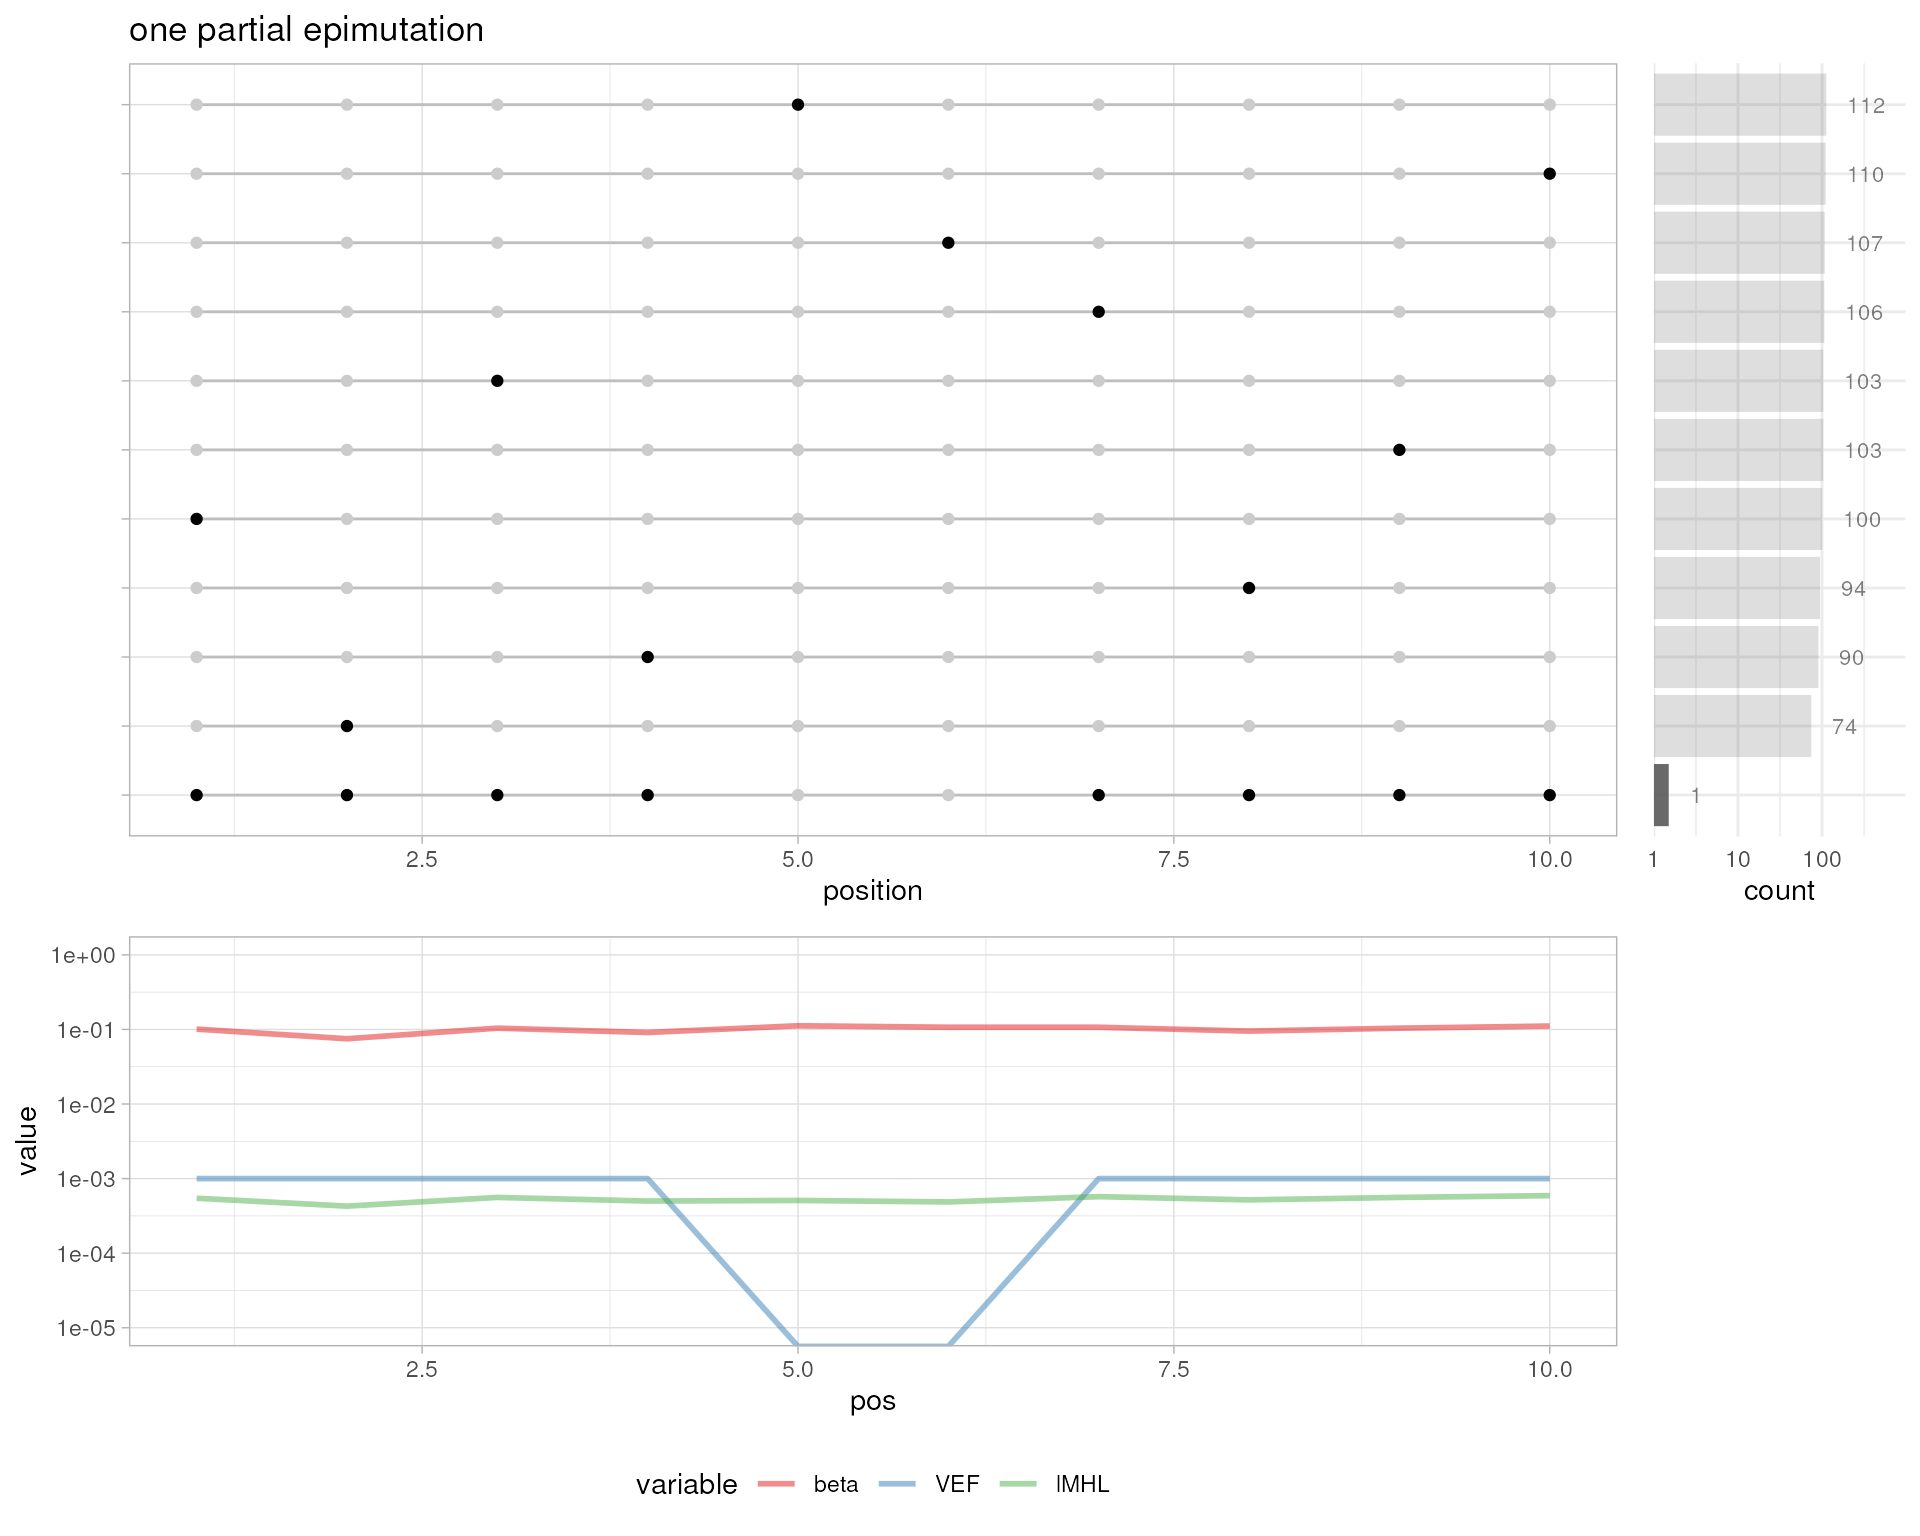 one partial epimutation
112
110
107
106
103
103
100
94
90
74
1
2.5 5.0 7.5 10.0
position
1 10 100
count
1e+00
1e-01
1e-02
1e-03
1e-04
1e-05
value
2.5 5.0 7.5 10.0
pos
variable beta VEF lMHL